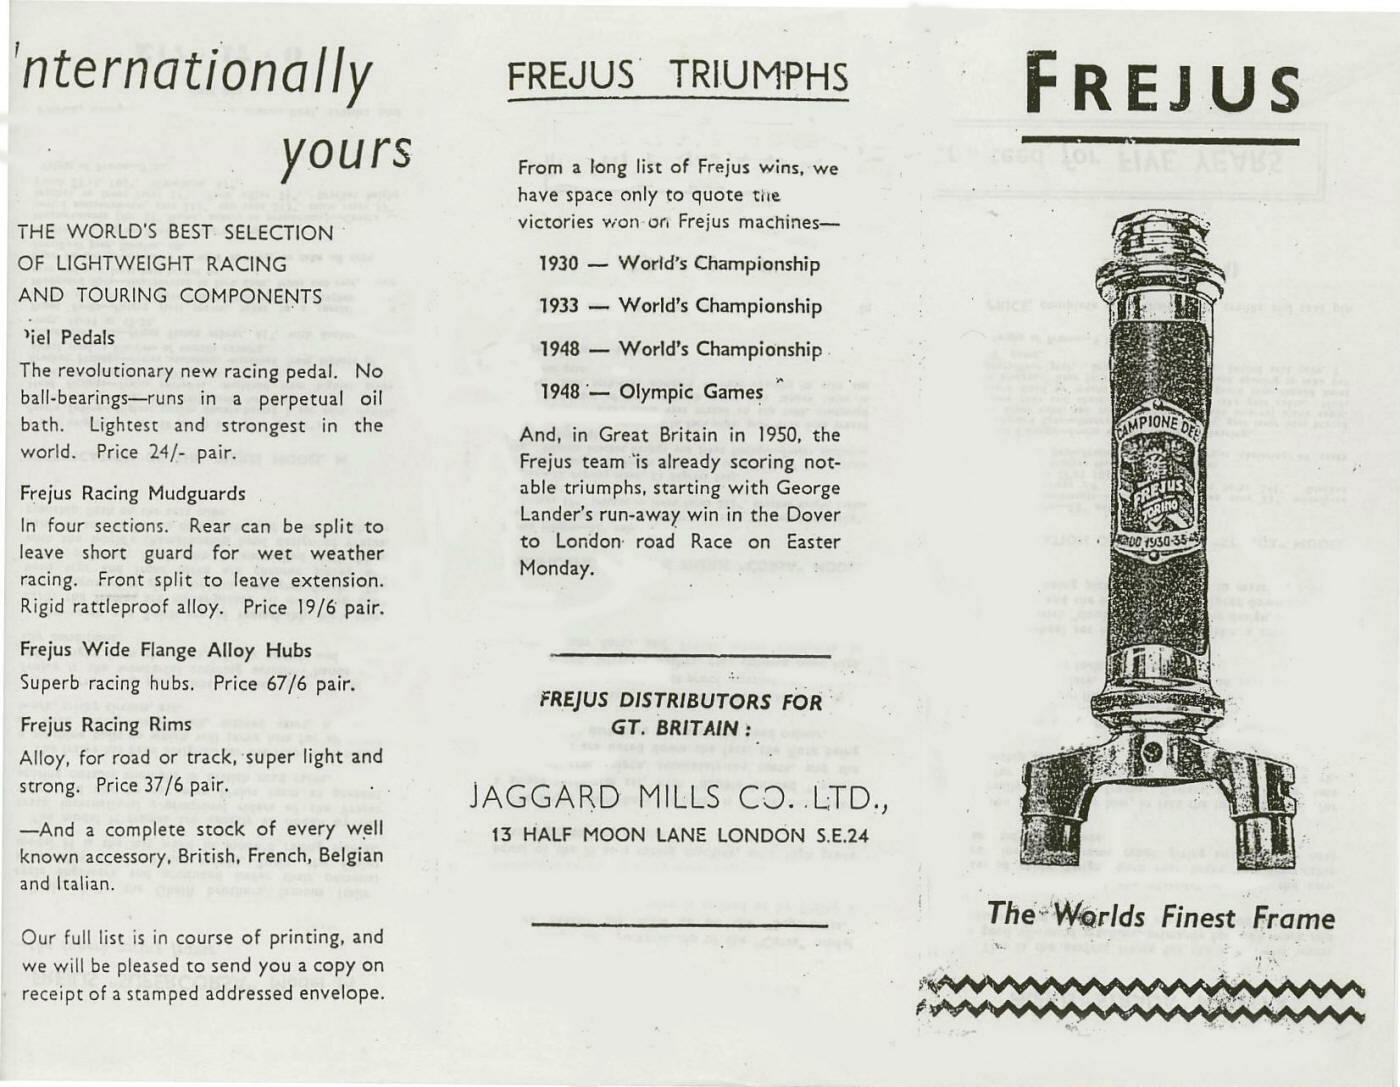 'nternationally
yours
THE WORLD'S BEST SELECTION
OF LIGHTWEIGHT RACING
AND TOURING COMPONENTS
'iel Pedals
The revolutionary new racing pedal. No
ball-bearings—runs in a perpetual oil
bath. Lightest and strongest in the
world. Price 24/- pair.
Frejus Racing Mudguards
In four sections. Rear can be split to
leave short guard for wet weather
racing. Front split to leave extension.
Rigid rattleproof alloy. Price 19/6 pair.
Frejus Wide Flange Alloy Hubs
Superb racing hubs. Price 67/6 pair.
Frejus Racing Rims
Alloy, for road or track, super light and
strong. Price 37/6 pair.
—And a complete stock of every well
known accessory, British, French, Belgian
and Italian.
Our full list is in course of printing, and
we will be pleased to send you a copy on
receipt of a stamped addressed envelope.
FREJUS TRIUMPHS
From a long list of Frejus wins, we
have space only to quote the
victories won on Frejus machines—
1930 — World's Championship
1933 — World's Championship
1948 — World's Championship
1948 — Olympic Games
And, in Great Britain in 1950, the
Frejus team is already scoring not-
able triumphs, starting with George
Lander's run-away win in the Dover
to London road Race on Easter
Monday.
FREJUS DISTRIBUTORS FOR
GT. BRITAIN :
JAGGARD MILLS CO. LTD.,
13 HALF MOON LANE LONDON S.E.24
FREJUS
CAMPIONE DEL
FREJUS
TORINO
MONDO 1930-33-48
The Worlds Finest Frame